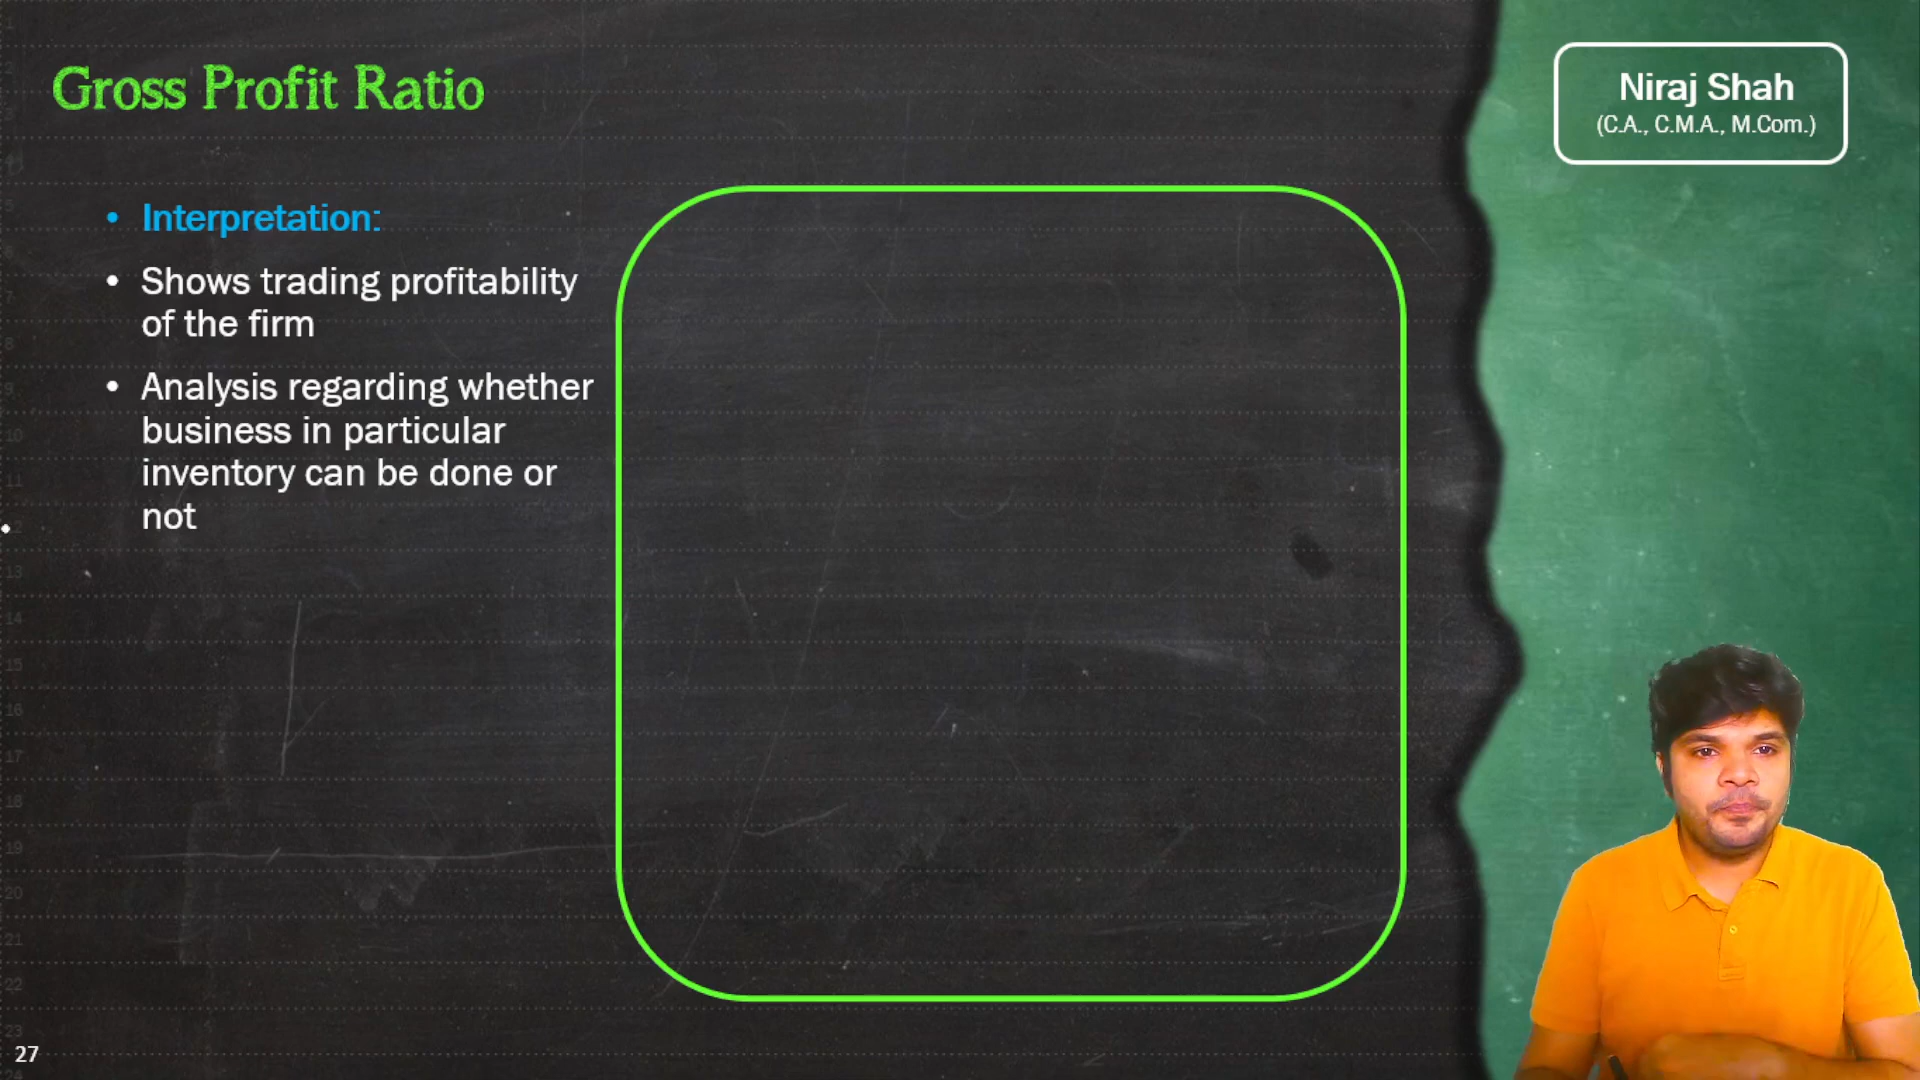 Gross Profit Ratio
Niraj Shah
(C.A., C.M.A., M.Com.)
• Interpretation:
• Shows trading profitability
of the firm
• Analysis regarding whether
business in particular
inventory can be done or
not
27